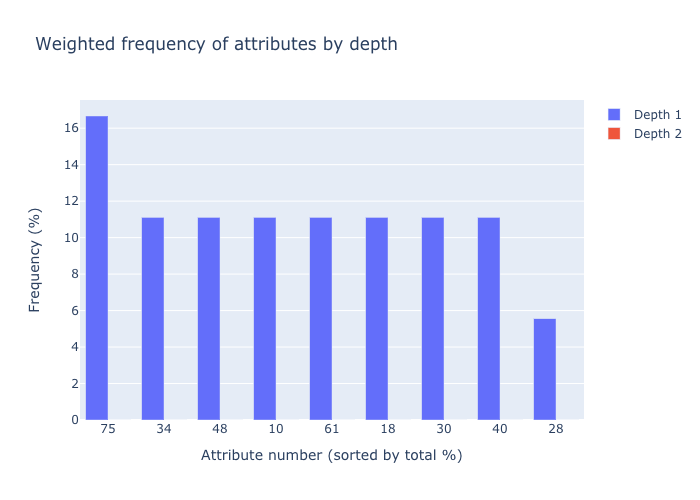 Weighted frequency of attributes by depth
Depth 1
Depth 2
Frequency (%)
16
14
12
10
8
6
4
2
0
75 34 48 10 61 18 30 40 28
Attribute number (sorted by total %)